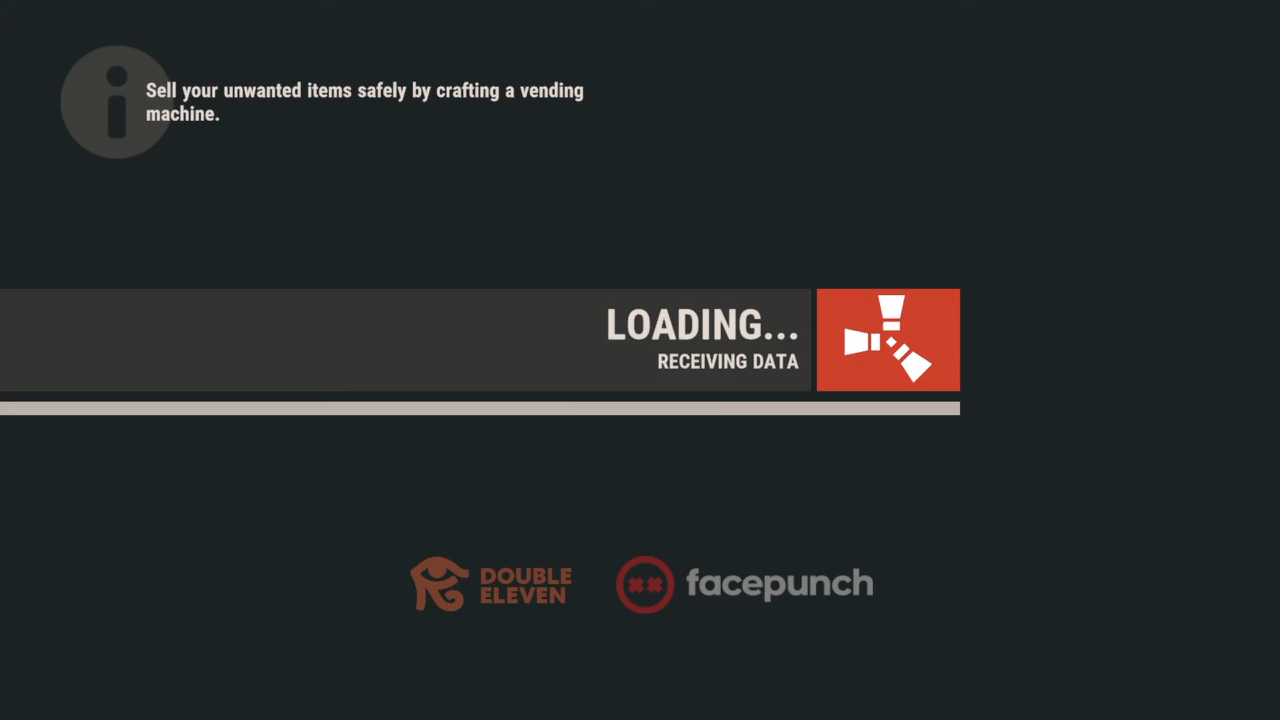 Sell your unwanted items safely by crafting a vending
machine.
LOADING...
RECEIVING DATA
DOUBLE
ELEVEN
facepunch